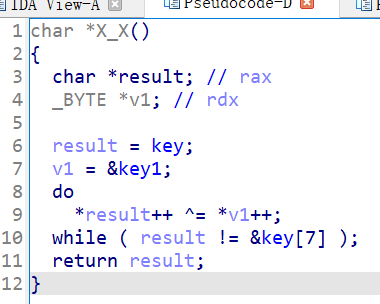 IDA View-A
Pseudocode-D
1 char *X_X()
2 {
3 char *result; // rax
4 _BYTE *v1; // rdx
5
6 result = key;
7 v1 = &key1;
8 do
9 *result++ ^= *v1++;
10 while ( result != &key[7] );
11 return result;
12 }